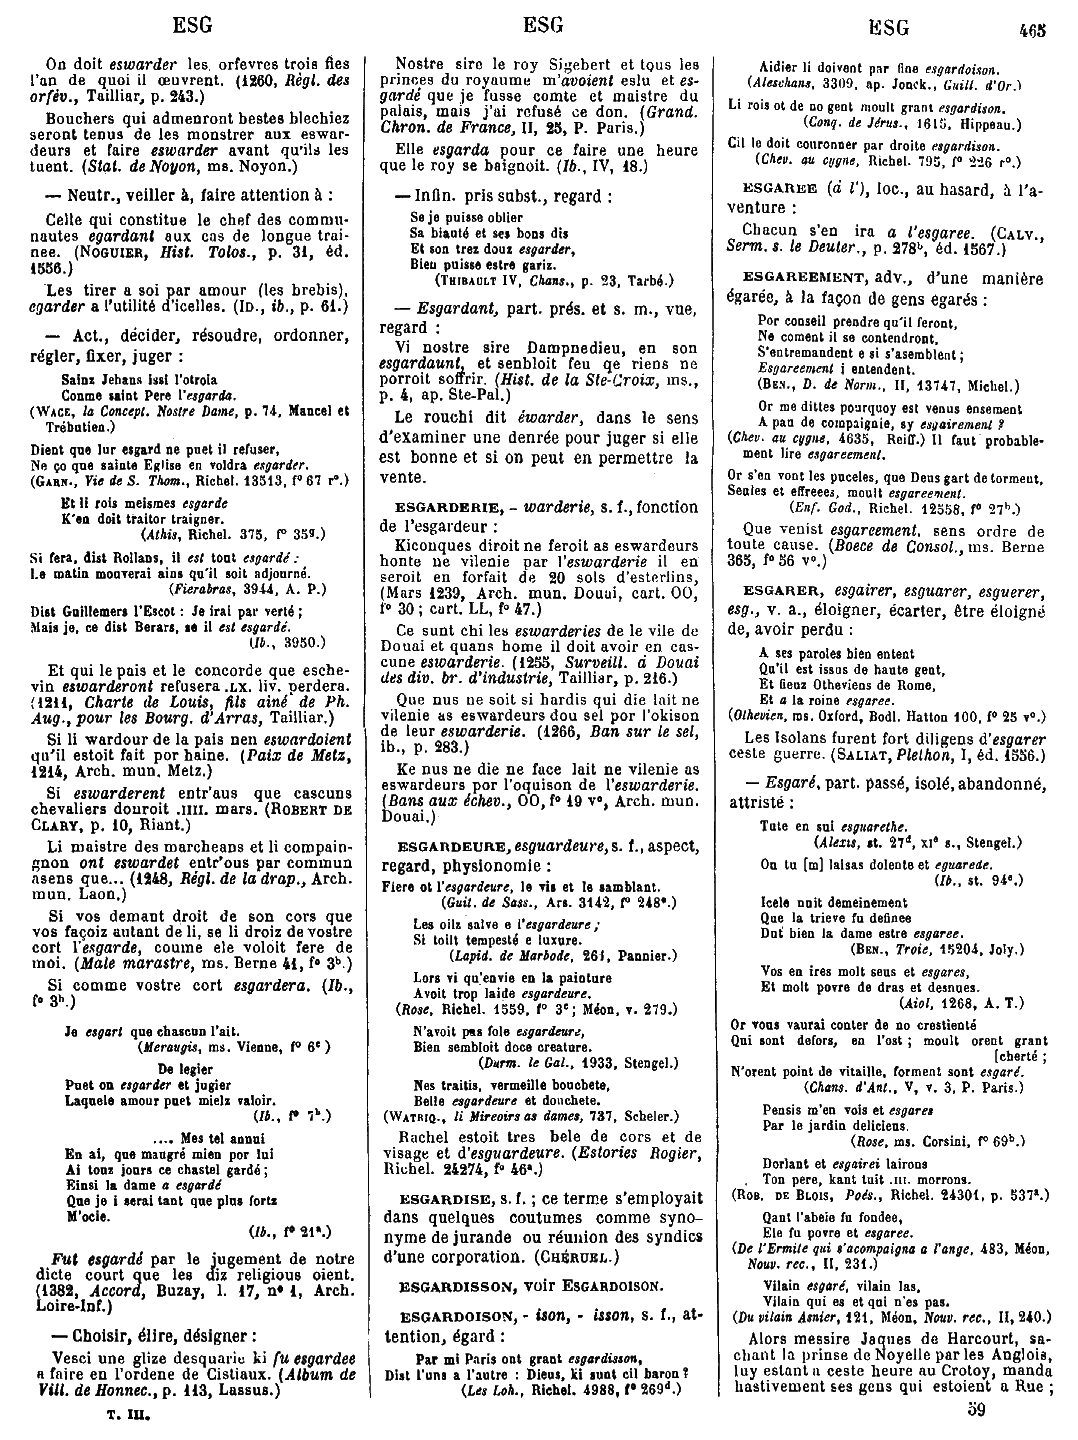 ESG
ESG
ESG
465
On doit eswarder les orfevres trois fies
l'an de quoi il œuvrent. (1260, Règl. des
orfév., Tailliar, p. 243.)
Bouchers qui admenront bestes blechiez
seront tenus de les monstrer aux eswar-
deurs et faire eswarder avant qu'ils les
tuent. (Stat. de Noyon, ms. Noyon.)
— Neutr., veiller à, faire attention à :
Celle qui constitue le chef des commu-
nautes egardant aux cas de longue trai-
nee. (NOGUIER, Hist. Tolos., p. 31, éd.
1556.)
Les tirer a soi par amour (les brebis),
egarder a l'utilité d'icelles. (ID., ib., p. 61.)
— Act., décider, résoudre, ordonner,
régler, fixer, juger :
Sainz Jehans issi l'otroia
Conme saint Pere l'esgarda.
(WACE, la Concept. Nostre Dame, p. 74, Mancel et
Trébutien.)
Dient que lur esgard ne puet il refuser,
Ne ço que sainte Eglise en voldra esgarder.
(GARN., Vie de S. Thom., Richel. 13513, f° 67 r°.)
Et li rois meismes esgarde
K'en doit traitor traigner.
(Athis, Richel. 375, f° 359.)
Si fera, dist Rollans, il est tout esgardé :
Le matin mouverai ains qu'il soit adjourné.
(Fierabras, 3944, A. P.)
Dist Guillemers l'Escot : Je irai par verté ;
Mais je, ce dist Berars, se il est esgardé.
(Ib., 3950.)
Et qui le pais et le concorde que esche-
vin eswarderont refusera .LX. liv. perdera.
(1211, Charte de Louis, fils ainé de Ph.
Aug., pour les Bourg. d'Arras, Tailliar.)
Si li wardour de la pais nen eswardoient
qu'il estoit fait por haine. (Paix de Metz,
1214, Arch. mun. Metz.)
Si eswarderent entr'aus que cascuns
chevaliers douroit .IIII. mars. (ROBERT DE
CLARY, p. 10, Riant.)
Li maistre des marcheans et li compain-
gnon ont eswardet entr'ous par commun
asens que... (1248, Régl. de la drap., Arch.
mun. Laon.)
Si vos demant droit de son cors que
vos façoiz autant de li, se li droiz de vostre
cort l'esgarde, coume ele voloit fere de
moi. (Male marastre, ms. Berne 41, f° 3ᵇ.)
Si comme vostre cort esgardera. (Ib.,
f° 3ᵇ.)
Je esgart que chascun l'ait.
(Meraugis, ms. Vienne, f° 6ᶜ)
De legier
Puet on esgarder et jugier
Laquele amour puet mielz valoir.
(Ib., f° 7ᵇ.)
.... Mes tel annui
En ai, que maugré mien por lui
Ai touz jours ce chastel gardé ;
Einsi la dame a esgardé
Que je i serai tant que plus fortz
M'ocie.
(Ib., f° 21ᵃ.)
Fut esgardé par le jugement de notre
dicte court que les diz religious oient.
(1382, Accord, Buzay, l. 17, n° 1, Arch.
Loire-Inf.)
— Choisir, élire, désigner :
Vesci une glize desquarie ki fu esgardee
a faire en l'ordene de Cistiaux. (Album de
Vill. de Honnec., p. 113, Lassus.)
T. III.
Nostre sire le roy Sigebert et tous les
princes du royaume m'avoient eslu et es-
gardé que je fusse comte et maistre du
palais, mais j'ai refusé ce don. (Grand.
Chron. de France, II, 25, P. Paris.)
Elle esgarda pour ce faire une heure
que le roy se baignoit. (Ib., IV, 18.)
— Infin. pris subst., regard :
Se je puisse oblier
Sa biauté et ses bons dis
Et son trez douz esgarder,
Bien puisse estre gariz.
(THIBAULT IV, Chans., p. 23, Tarbé.)
— Esgardant, part. prés. et s. m., vue,
regard :
Vi nostre sire Dampnedieu, en son
esgardaunt, et senbloit feu qe riens ne
porroit soffrir. (Hist. de la Ste-Croix, ms.,
p. 4, ap. Ste-Pal.)
Le rouchi dit éwarder, dans le sens
d'examiner une denrée pour juger si elle
est bonne et si on peut en permettre la
vente.
ESGARDERIE, - warderie, s. f., fonction
de l'esgardeur :
Kiconques diroit ne feroit as eswardeurs
honte ne vilenie par l'eswarderie il en
seroit en forfait de 20 sols d'esterlins,
(Mars 1239, Arch. mun. Douai, cart. OO,
f° 30 ; cart. LL, f° 47.)
Ce sunt chi les eswarderies de le vile de
Douai et quans home il doit avoir en cas-
cune eswarderie. (1255, Surveill. à Douai
des div. br. d'industrie, Tailliar, p. 216.)
Que nus ne soit si hardis qui die lait ne
vilenie as eswardeurs dou sel por l'okison
de leur eswarderie. (1266, Ban sur le sel,
ib., p. 283.)
Ke nus ne die ne face lait ne vilenie as
eswardeurs por l'oquison de l'eswarderie.
(Bans aux échev., OO, f° 19 v°, Arch. mun.
Douai.)
ESGARDEURE, esguardeure, s. f., aspect,
regard, physionomie :
Fiere ot l'esgardeure, le vis et le samblant.
(Guit. de Sass., Ars. 3142, f° 248ᵃ.)
Les oilz salve e l'esgardeure ;
Si toilt tempesté e luxure.
(Lapid. de Marbode, 261, Pannier.)
Lors vi qu'envie en la painture
Avoit trop laide esgardeure.
(Rose, Richel. 1559, f° 3ᶜ ; Méon, v. 279.)
N'avoit pas fole esgardeure,
Bien sembloit doce creature.
(Durm. le Gal., 1933, Stengel.)
Nes traitis, vermeille bouchete,
Belle esgardeure et douchete.
(WATRIQ., li Mireoirs as dames, 737, Scheler.)
Rachel estoit tres bele de cors et de
visage et d'esguardeure. (Estories Rogier,
Richel. 24274, f° 46ᵃ.)
ESGARDISE, s. f. ; ce terme s'employait
dans quelques coutumes comme syno-
nyme de jurande ou réunion des syndics
d'une corporation. (CHÉRUEL.)
ESGARDISSON, voir ESGARDOISON.
ESGARDOISON, - ison, - isson, s. f., at-
tention, égard :
Par mi Paris ont grant esgardisson,
Dist l'uns a l'autre : Dieus, ki sunt cil baron ?
(Les Loh., Richel. 4988, f° 269ᵈ.)
Aidier li doivent par fine esgardoison.
(Aleschans, 3309, ap. Jonck., Guill. d'Or.)
Li rois ot de no gent moult grant esgardison.
(Conq. de Jérus., 1615, Hippeau.)
Cil le doit couronner par droite esgardison.
(Chev. au cygne, Richel. 795, f° 226 r°.)
ESGAREE (à l'), loc., au hasard, à l'a-
venture :
Chacun s'en ira a l'esgaree. (CALV.,
Serm. s. le Deuter., p. 278ᵇ, éd. 1567.)
ESGAREEMENT, adv., d'une manière
égarée, à la façon de gens égarés :
Por conseil prendre qu'il feront,
Ne coment il se contendront,
S'entremandent e si s'asemblent ;
Esgareement i entendent.
(BEN., D. de Norm., II, 13747, Michel.)
Or me dittes pourquoy est venus ensement
A pau de compaignie, sy esgairement ?
(Chev. au cygne, 4635, Reiff.) Il faut probable-
ment lire esgareement.
Or s'en vont les puceles, que Deus gart de torment,
Seules et effreees, moult esgareement.
(Enf. God., Richel. 12558, f° 27ᵇ.)
Que venist esgareement, sens ordre de
toute cause. (Boece de Consol., ms. Berne
365, f° 56 v°.)
ESGARER, esgairer, esguarer, esguerer,
esg., v. a., éloigner, écarter, être éloigné
de, avoir perdu :
A ses paroles bien entent
Qu'il est issus de haute gent,
Et fieuz Otheviens de Rome,
Et a la roine esgaree.
(Othevien, ms. Oxford, Bodl. Hatton 100, f° 25 v°.)
Les Isolans furent fort diligens d'esgarer
ceste guerre. (SALIAT, Plethon, I, éd. 1556.)
— Esgaré, part. passé, isolé, abandonné,
attristé :
Tute en sui esguarethe.
(Alexis, st. 27ᵈ, XIᵉ s., Stengel.)
Ou tu [m] laisas dolente et eguarede.
(Ib., st. 94ᵉ.)
Icele nuit demeinement
Que la trieve fu definee
Dut bien la dame estre esgaree.
(BEN., Troie, 15204, Joly.)
Vos en ires molt seus et esgares,
Et molt povre de dras et desnues.
(Aiol, 1268, A. T.)
Or vous vaurai conter de no crestienté
Qui sont defors, en l'ost ; moult orent grant
[cherté ;
N'orent point de vitaille, forment sont esgaré.
(Chans. d'Ant., V, v. 3, P. Paris.)
Pensis m'en vois et esgares
Par le jardin deliciens.
(Rose, ms. Corsini, f° 69ᵇ.)
Dorlant et esgairei lairons
Ton pere, kant tuit .III. morrons.
(ROB. DE BLOIS, Poés., Richel. 24301, p. 537ᵃ.)
Qant l'abeie fu fondee,
Ele fu povre et esgaree.
(De l'Ermite qui s'acompaigna a l'ange, 483, Méon,
Nouv. rec., II, 231.)
Vilain esgaré, vilain las,
Vilain qui es et qui n'es pas.
(Du vilain Asnier, 121, Méon, Nouv. rec., II, 240.)
Alors messire Jaques de Harcourt, sa-
chant la prinse de Noyelle par les Anglois,
luy estant a ceste heure au Crotoy, manda
hastivement ses gens qui estoient a Rue ;
59